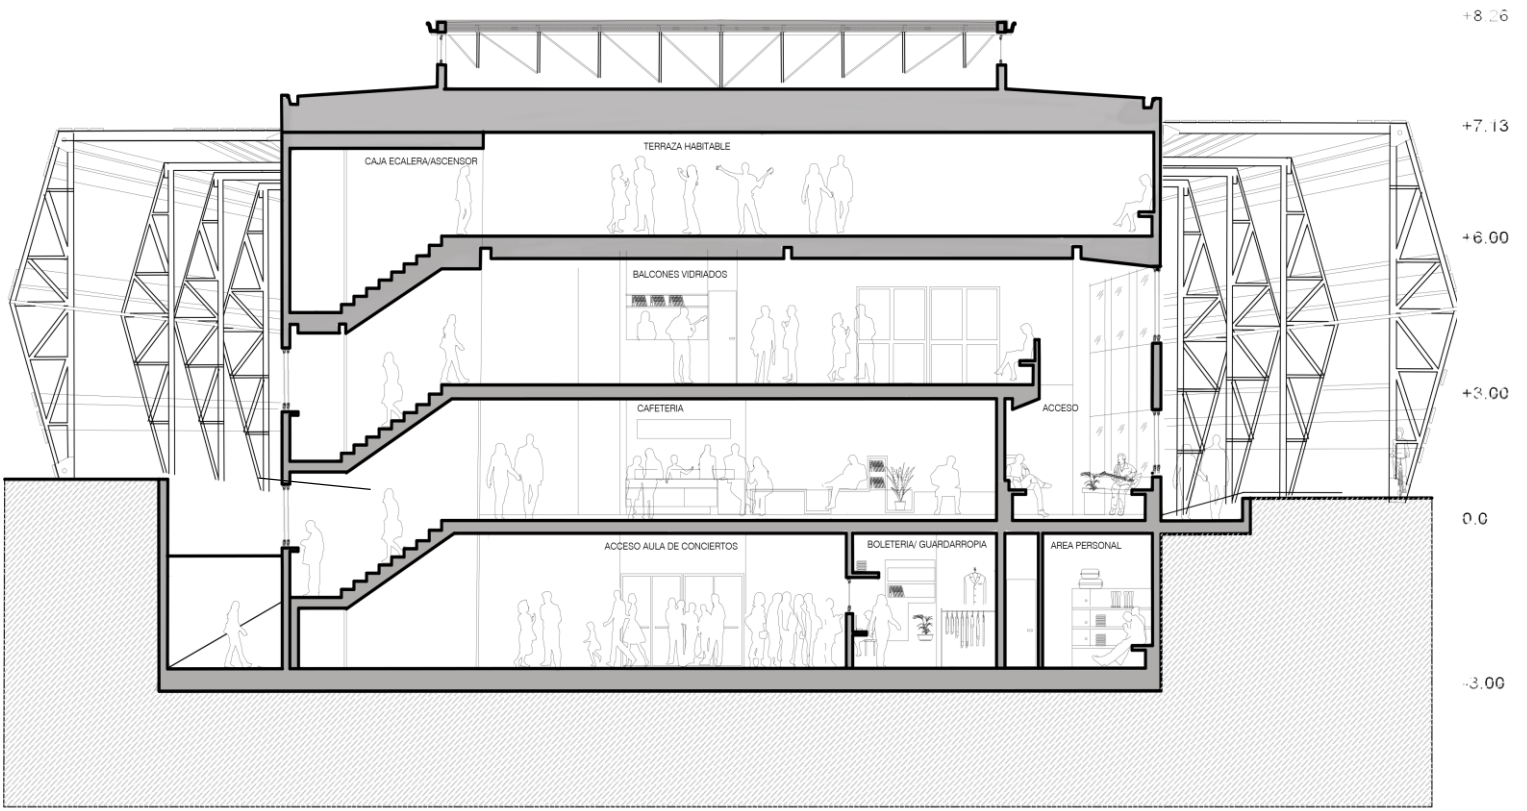 +8.26
+7.13
TERRAZA HABITABLE
CAJA ECALERA/ASCENSOR
+6.00
BALCONES VIDRIADOS
+3.00
CAFETERIA
ACCESO
0.0
ACCESO AULA DE CONCIERTOS
BOLETERIA/ GUARDARROPIA
AREA PERSONAL
-3.00